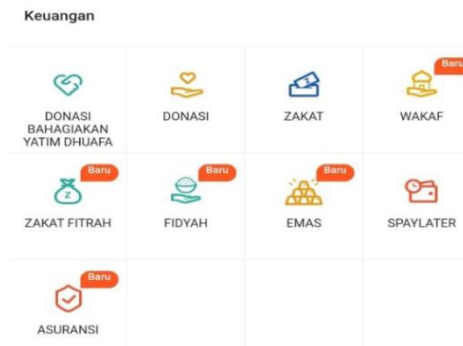 Keuangan
Baru
DONASI
BAHAGIAKAN
YATIM DHUAFA
DONASI
ZAKAT
WAKAF
Baru
Baru
Baru
Z
ZAKAT FITRAH
FIDYAH
EMAS
SPAYLATER
Baru
ASURANSI